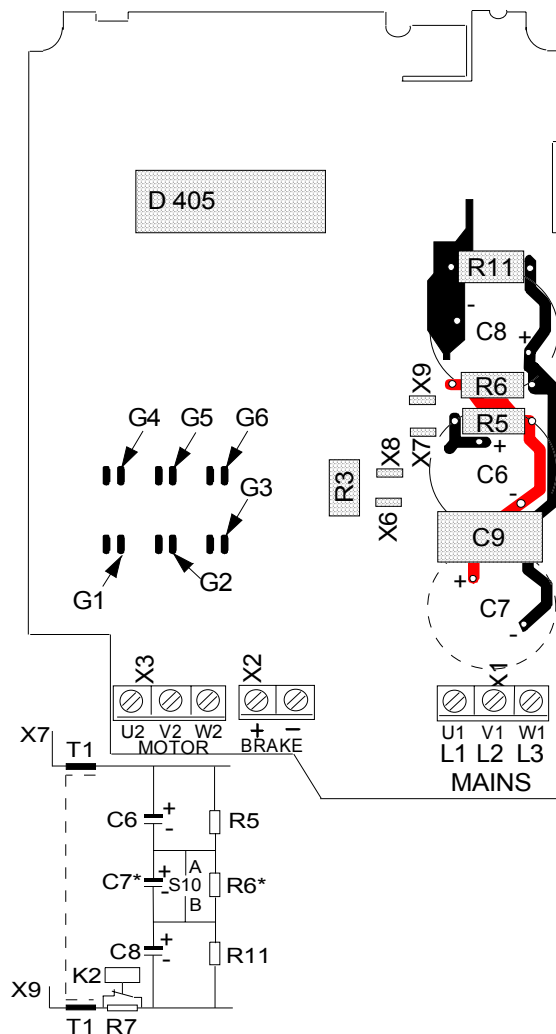 D 405
R11
-
C8
+
X9
R6
R5
G4
G5
G6
X7
X8
+
R3
C6
X6
-
G3
C9
G1
G2
+
C7
-
X3
X2
X1
+
-
U2 V2 W2
MOTOR
BRAKE
U1 V1 W1
L1 L2 L3
MAINS
X7
T1
C6
+
-
R5
C7*
+
-
A
S10
B
R6*
C8
+
-
R11
K2
X9
T1
R7